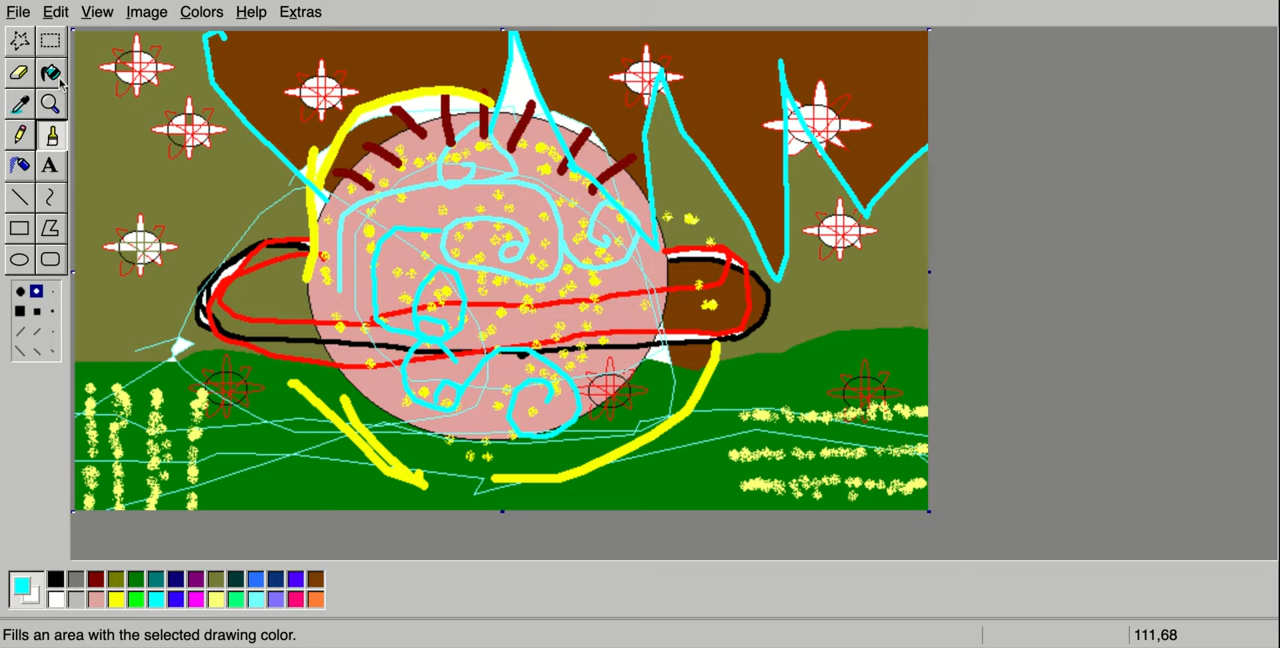 File Edit View Image Colors Help Extras
A
Fills an area with the selected drawing color. 111,68